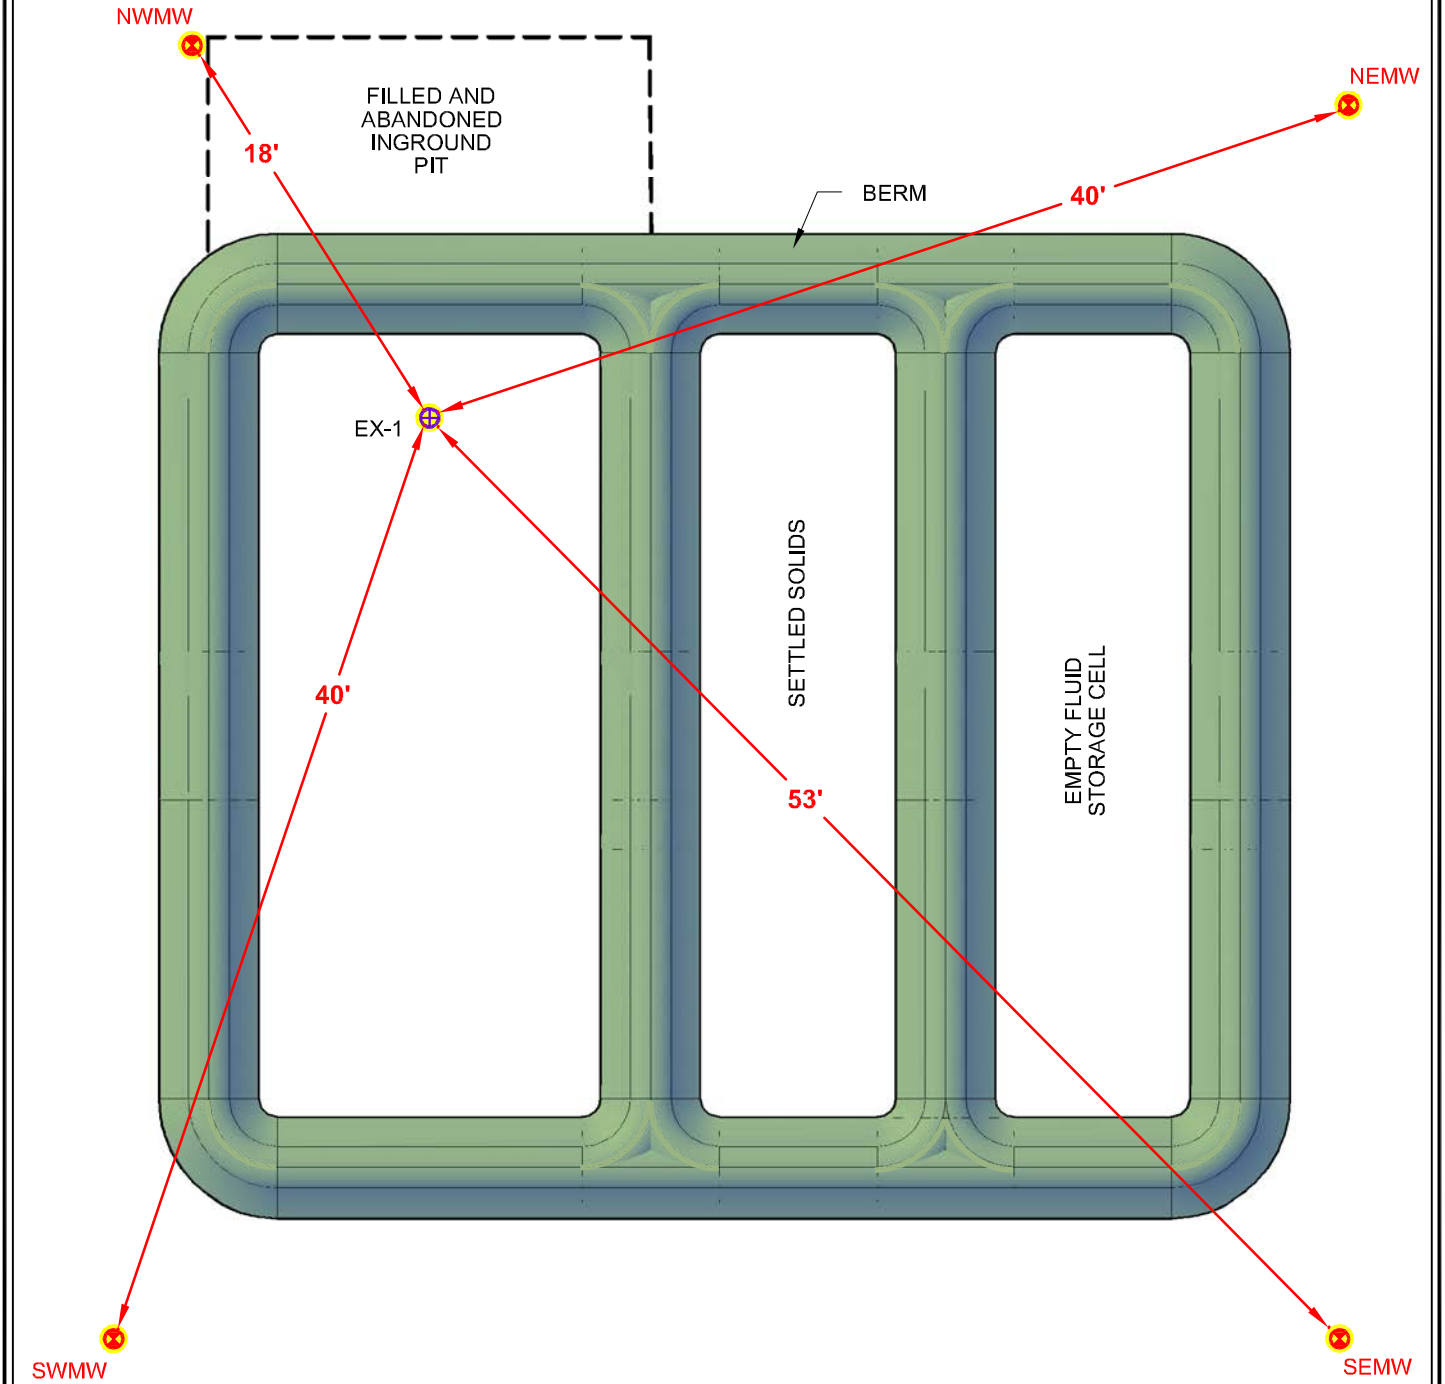 NWMW
NEMW
FILLED AND
ABANDONED
INGROUND
PIT
18'
BERM
40'
EX-1
SETTLED SOLIDS
EMPTY FLUID
STORAGE CELL
40'
53'
SWMW
SEMW